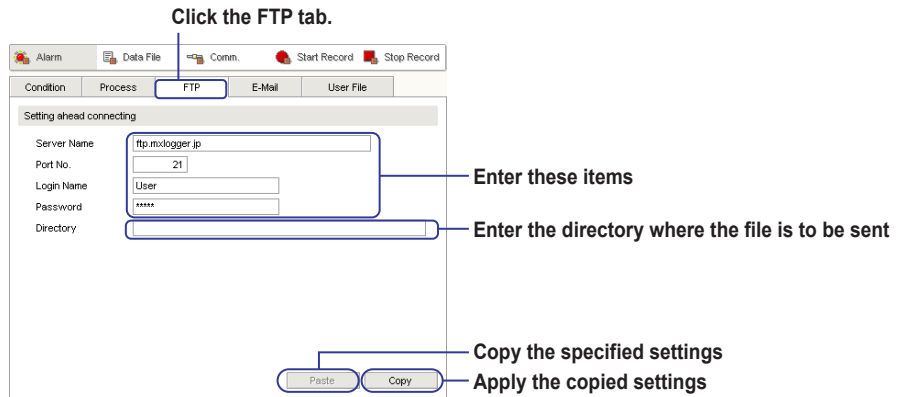 Click the FTP tab.
Alarm Data File Comm. Start Record Stop Record
Condition Process FTP E-Mail User File
Setting ahead connecting
Server Name ftp.mxlogger.jp
Port No. 21
Login Name User
Password *****
Directory
Enter these items
Enter the directory where the file is to be sent
Copy the specified settings
Paste Copy
Apply the copied settings